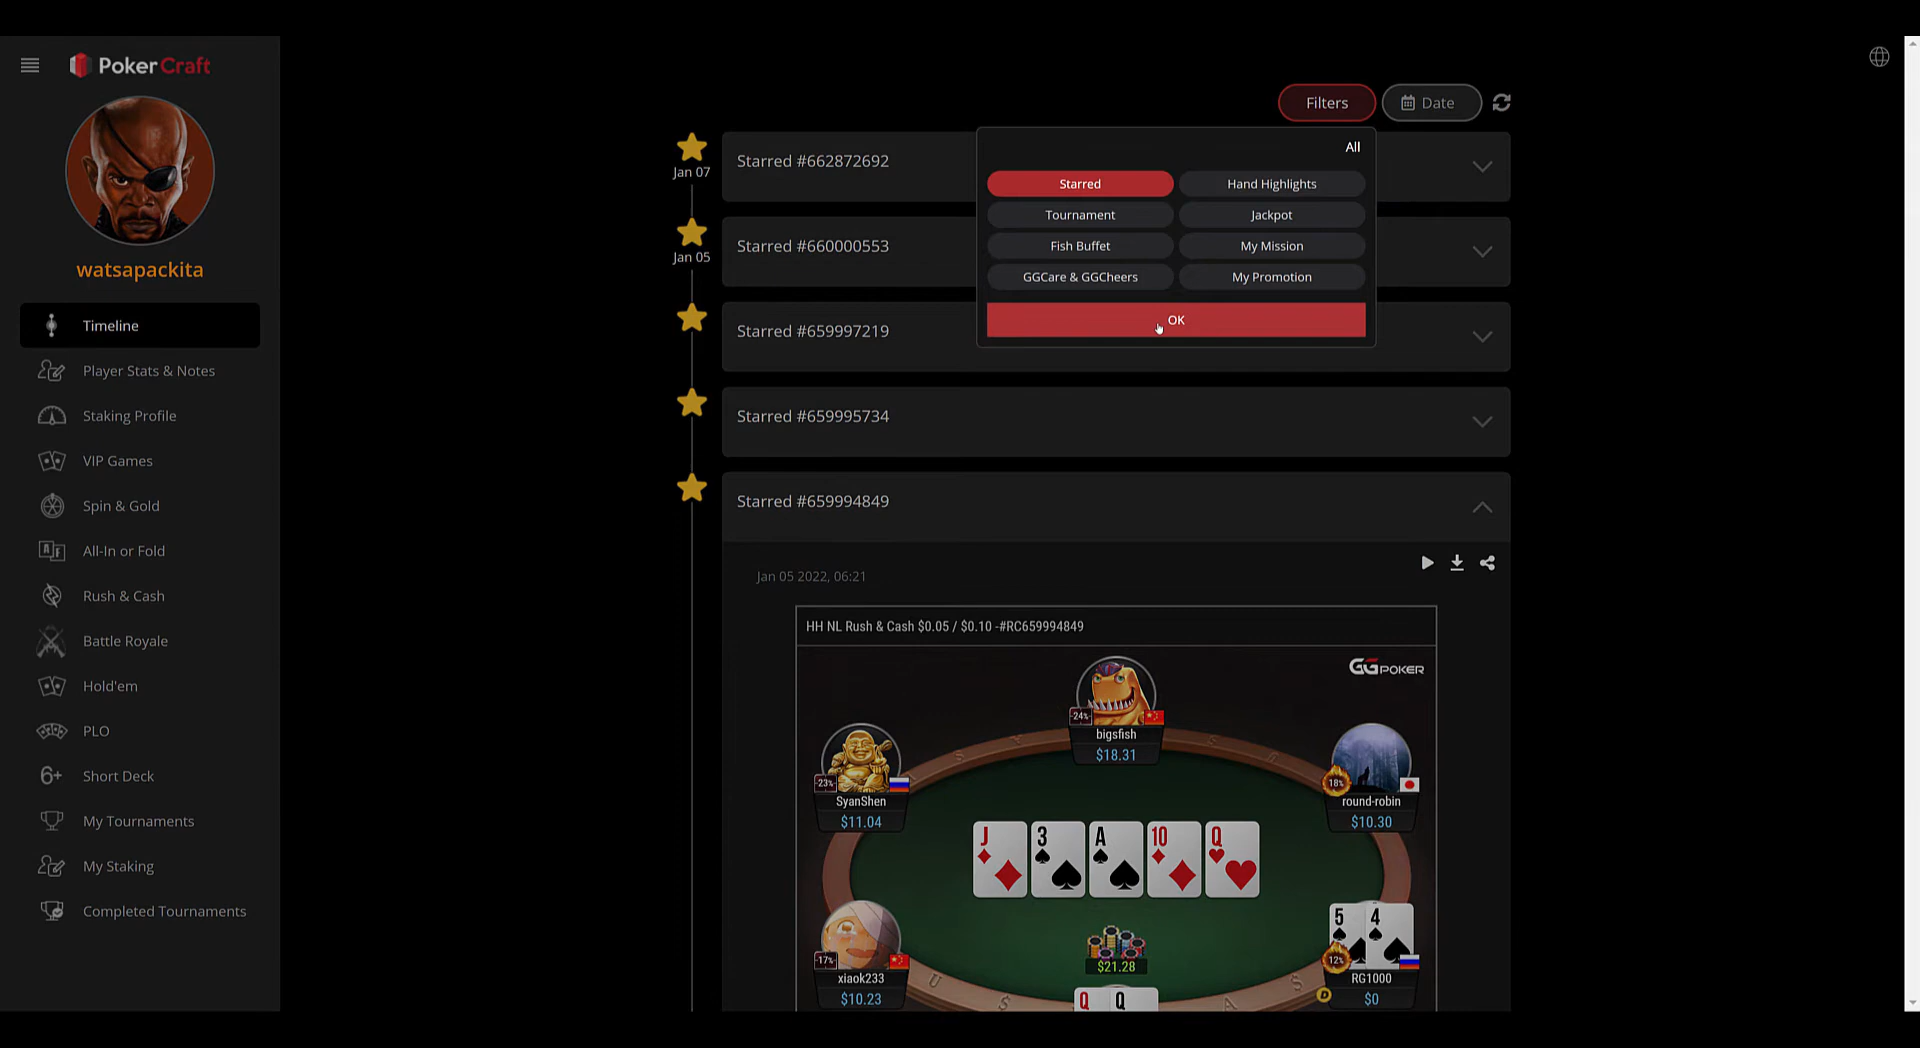 PokerCraft
watsapackita
Timeline
Player Stats & Notes
Staking Profile
VIP Games
Spin & Gold
All-In or Fold
Rush & Cash
Battle Royale
Hold'em
PLO
6+ Short Deck
My Tournaments
My Staking
Completed Tournaments
Filters
Date
All
Starred
Hand Highlights
Tournament
Jackpot
Fish Buffet
My Mission
GGCare & GGCheers
My Promotion
OK
Jan 07
Starred #662872692
Jan 05
Starred #660000553
Starred #659997219
Starred #659995734
Starred #659994849
Jan 05 2022, 06:21
HH NL Rush & Cash $0.05 / $0.10 -#RC659994849
GGPOKER
24%
bigsfish
$18.31
23%
SyanShen
$11.04
18%
round-robin
$10.30
J 3 A 10 Q
5 4
17%
xiaok233
$10.23
$21.28
12%
RG1000
$0
D
Q Q